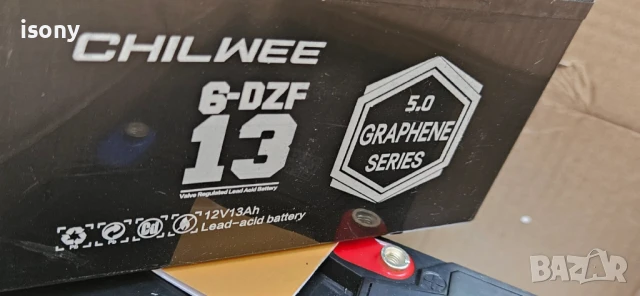 isony
CHILWEE
6-DZF
13
Valve Regulated Lead Acid Battery
12V13Ah
Lead-acid battery
5.0
GRAPHENE
SERIES
Cd
BAZAR